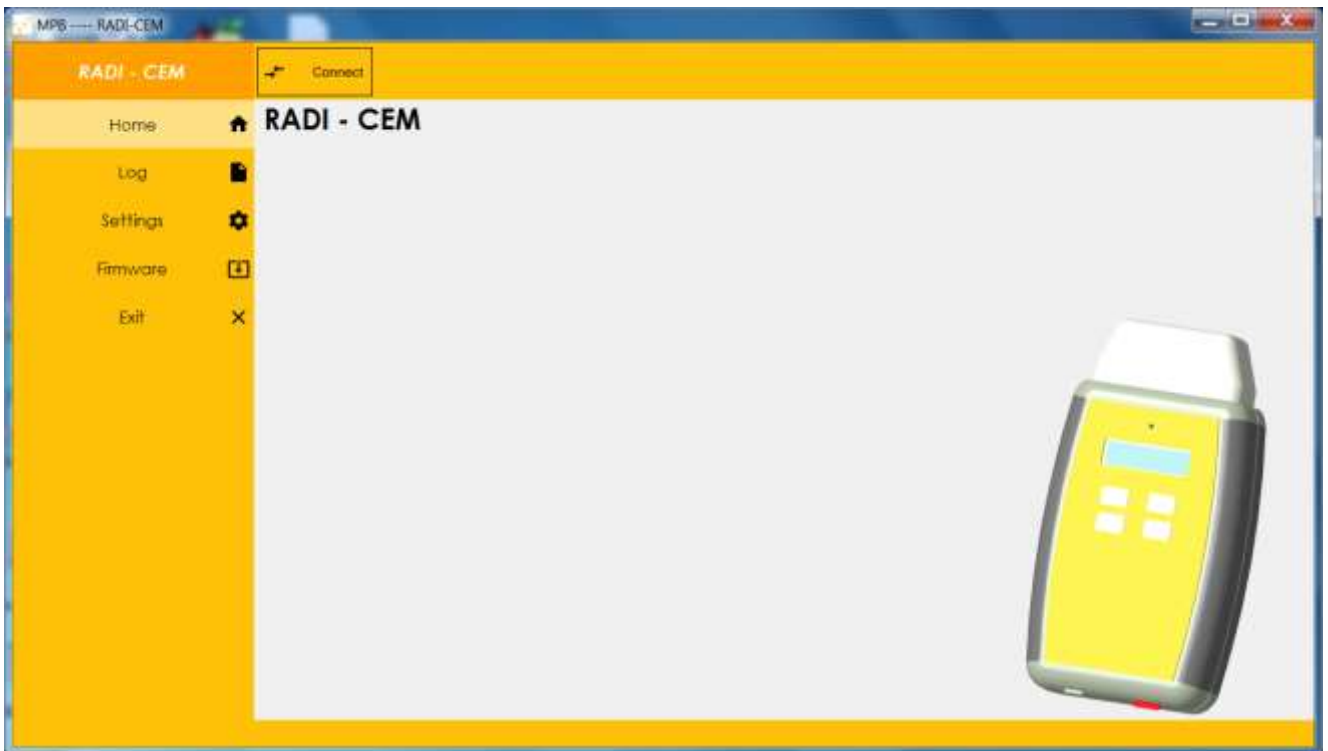 MPB ---- RADI-CEM
RADI - CEM
Connect
Home
RADI - CEM
Log
Settings
Firmware
Exit